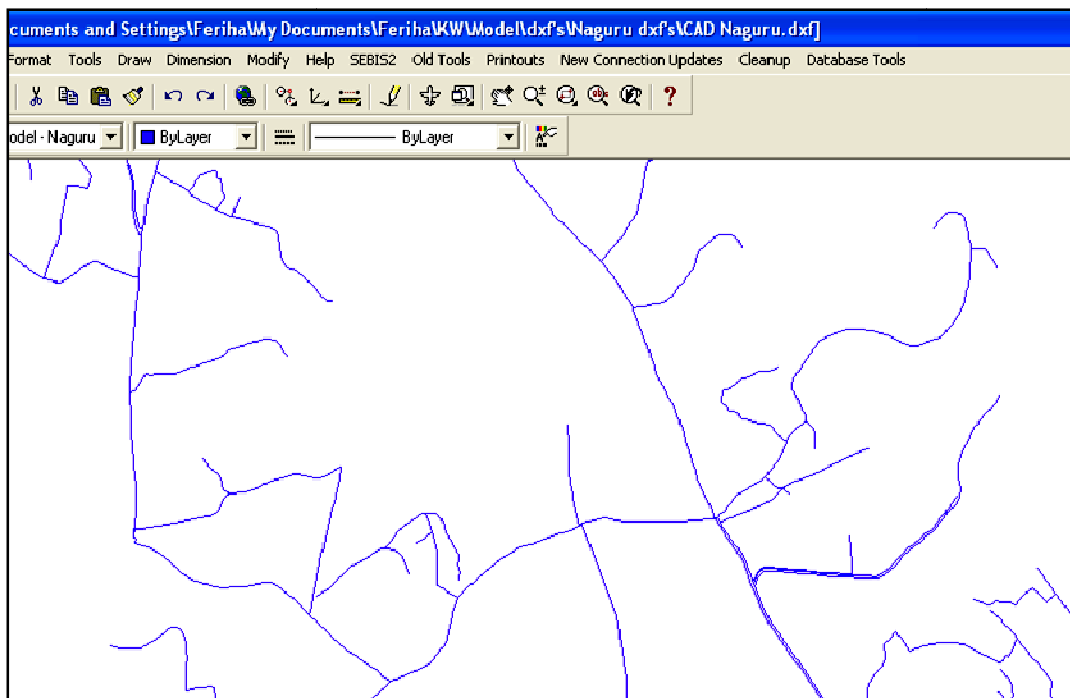 cuments and Settings\Feriha\My Documents\Feriha\KW\Model\dxf's\Naguru dxf's\CAD Naguru.dxf]
Format Tools Draw Dimension Modify Help SEBIS2 Old Tools Printouts New Connection Updates Cleanup Database Tools
?
odel - Naguru ByLayer ByLayer